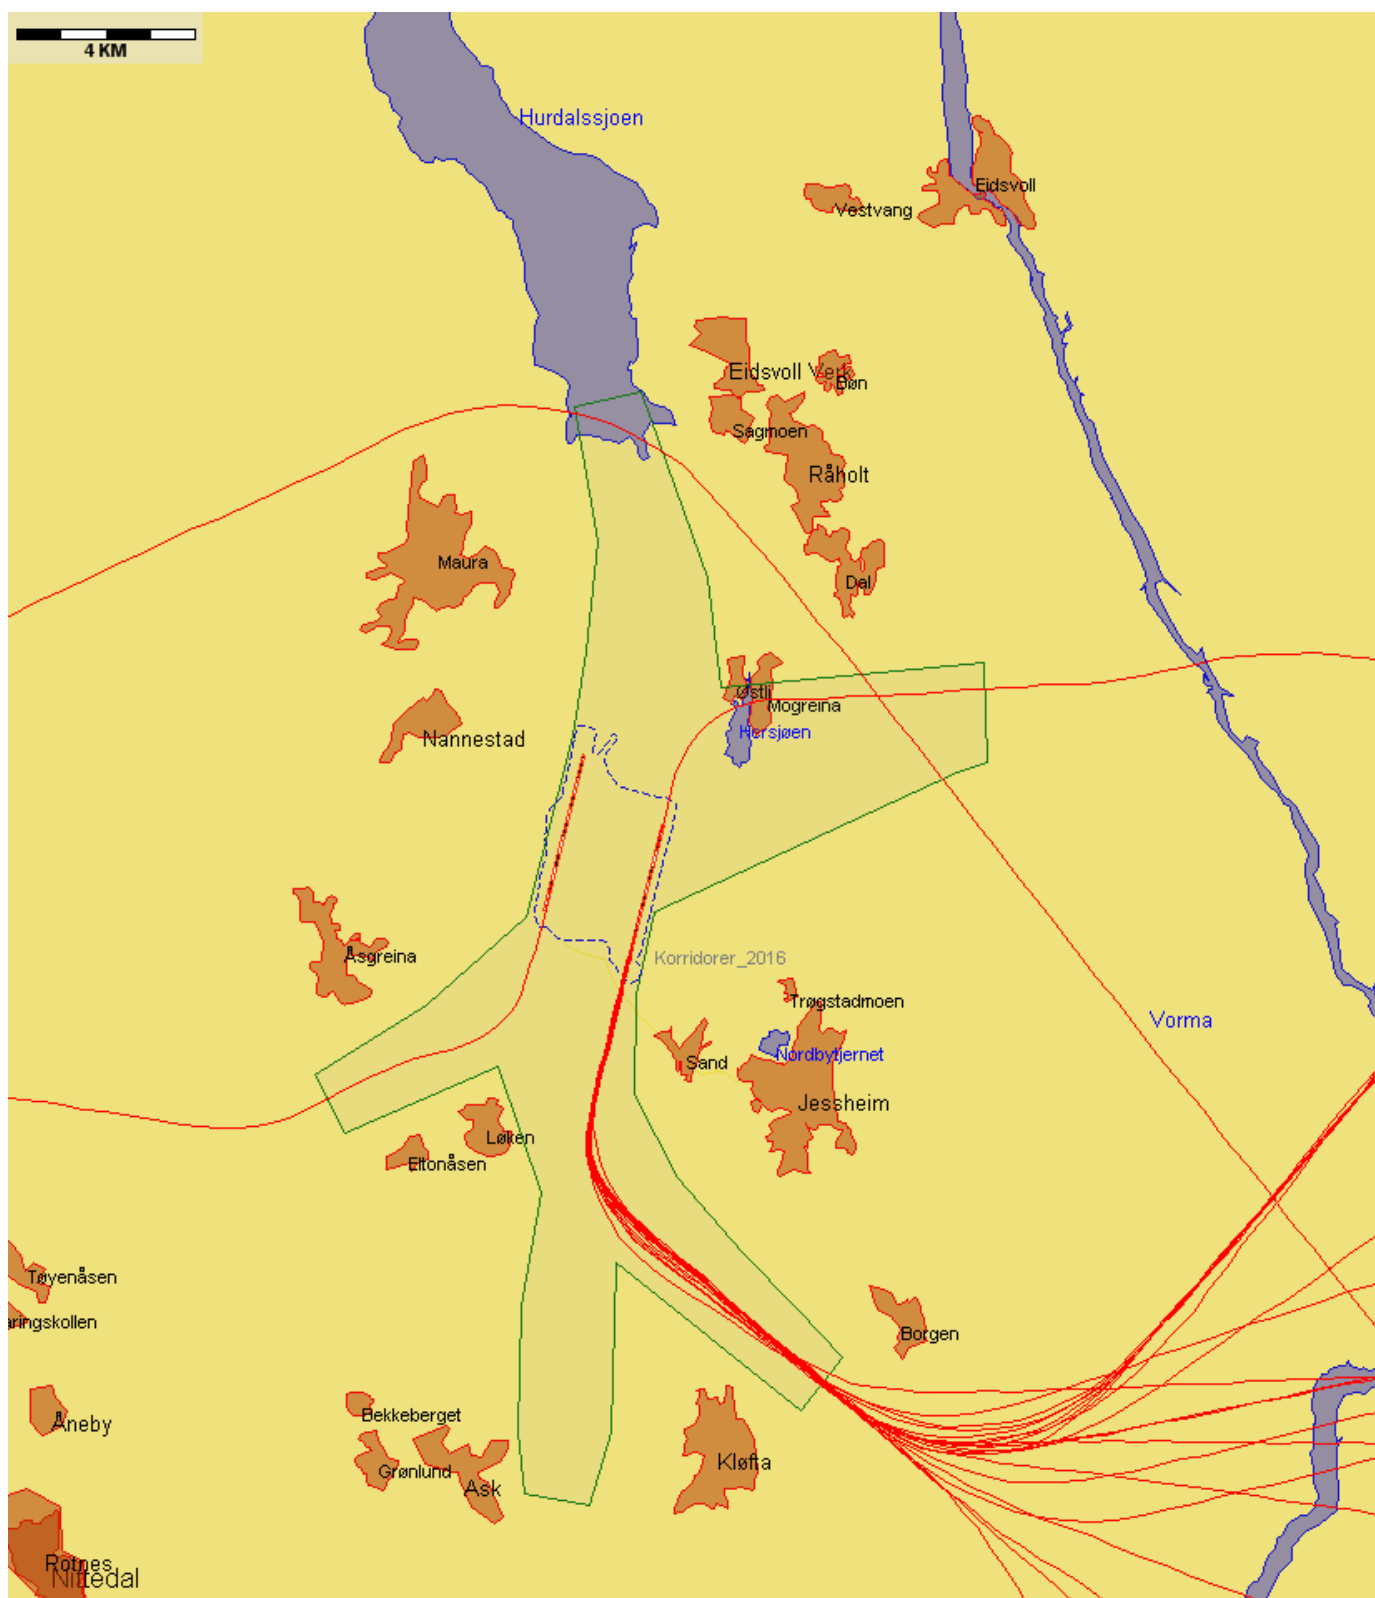 4 KM
Hurdalssjoen
Eidsvoll
Vestvang
Eidsvoll Verk
Bøn
Sagmoen
Råholt
Maura
Dal
Østli
Mogreina
Hersjøen
Nannestad
Åsgreina
Korridorer_2016
Trøgstadmoen
Vorma
Nordbytjernet
Sand
Jessheim
Løken
Eltonåsen
Tøyenåsen
aringskollen
Borgen
Bekkeberget
Åneby
Kløfta
Grønlund
Ask
Rotnes
Nittedal